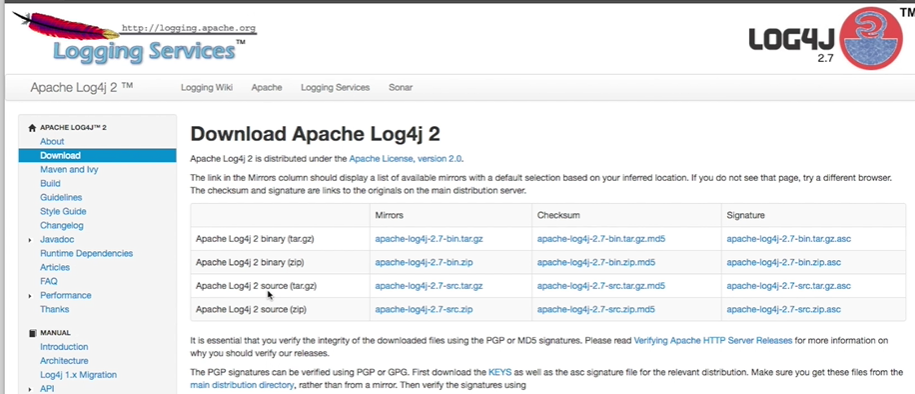 http://logging.apache.org
Logging Services™
LOG4J
TM
2.7
Apache Log4j 2 ™
Logging Wiki
Apache
Logging Services
Sonar
APACHE LOG4J™ 2
About
Download
Maven and Ivy
Build
Guidelines
Style Guide
Changelog
Javadoc
Runtime Dependencies
Articles
FAQ
Performance
Thanks
MANUAL
Introduction
Architecture
Log4j 1.x Migration
API
Download Apache Log4j 2
Apache Log4j 2 is distributed under the Apache License, version 2.0.
The link in the Mirrors column should display a list of available mirrors with a default selection based on your inferred location. If you do not see that page, try a different browser.
The checksum and signature are links to the originals on the main distribution server.
Mirrors Checksum Signature
Apache Log4j 2 binary (tar.gz) apache-log4j-2.7-bin.tar.gz apache-log4j-2.7-bin.tar.gz.md5 apache-log4j-2.7-bin.tar.gz.asc
Apache Log4j 2 binary (zip) apache-log4j-2.7-bin.zip apache-log4j-2.7-bin.zip.md5 apache-log4j-2.7-bin.zip.asc
Apache Log4j 2 source (tar.gz) apache-log4j-2.7-src.tar.gz apache-log4j-2.7-src.tar.gz.md5 apache-log4j-2.7-src.tar.gz.asc
Apache Log4j 2 source (zip) apache-log4j-2.7-src.zip apache-log4j-2.7-src.zip.md5 apache-log4j-2.7-src.zip.asc
It is essential that you verify the integrity of the downloaded files using the PGP or MD5 signatures. Please read Verifying Apache HTTP Server Releases for more information on
why you should verify our releases.
The PGP signatures can be verified using PGP or GPG. First download the KEYS as well as the asc signature file for the relevant distribution. Make sure you get these files from the
main distribution directory, rather than from a mirror. Then verify the signatures using